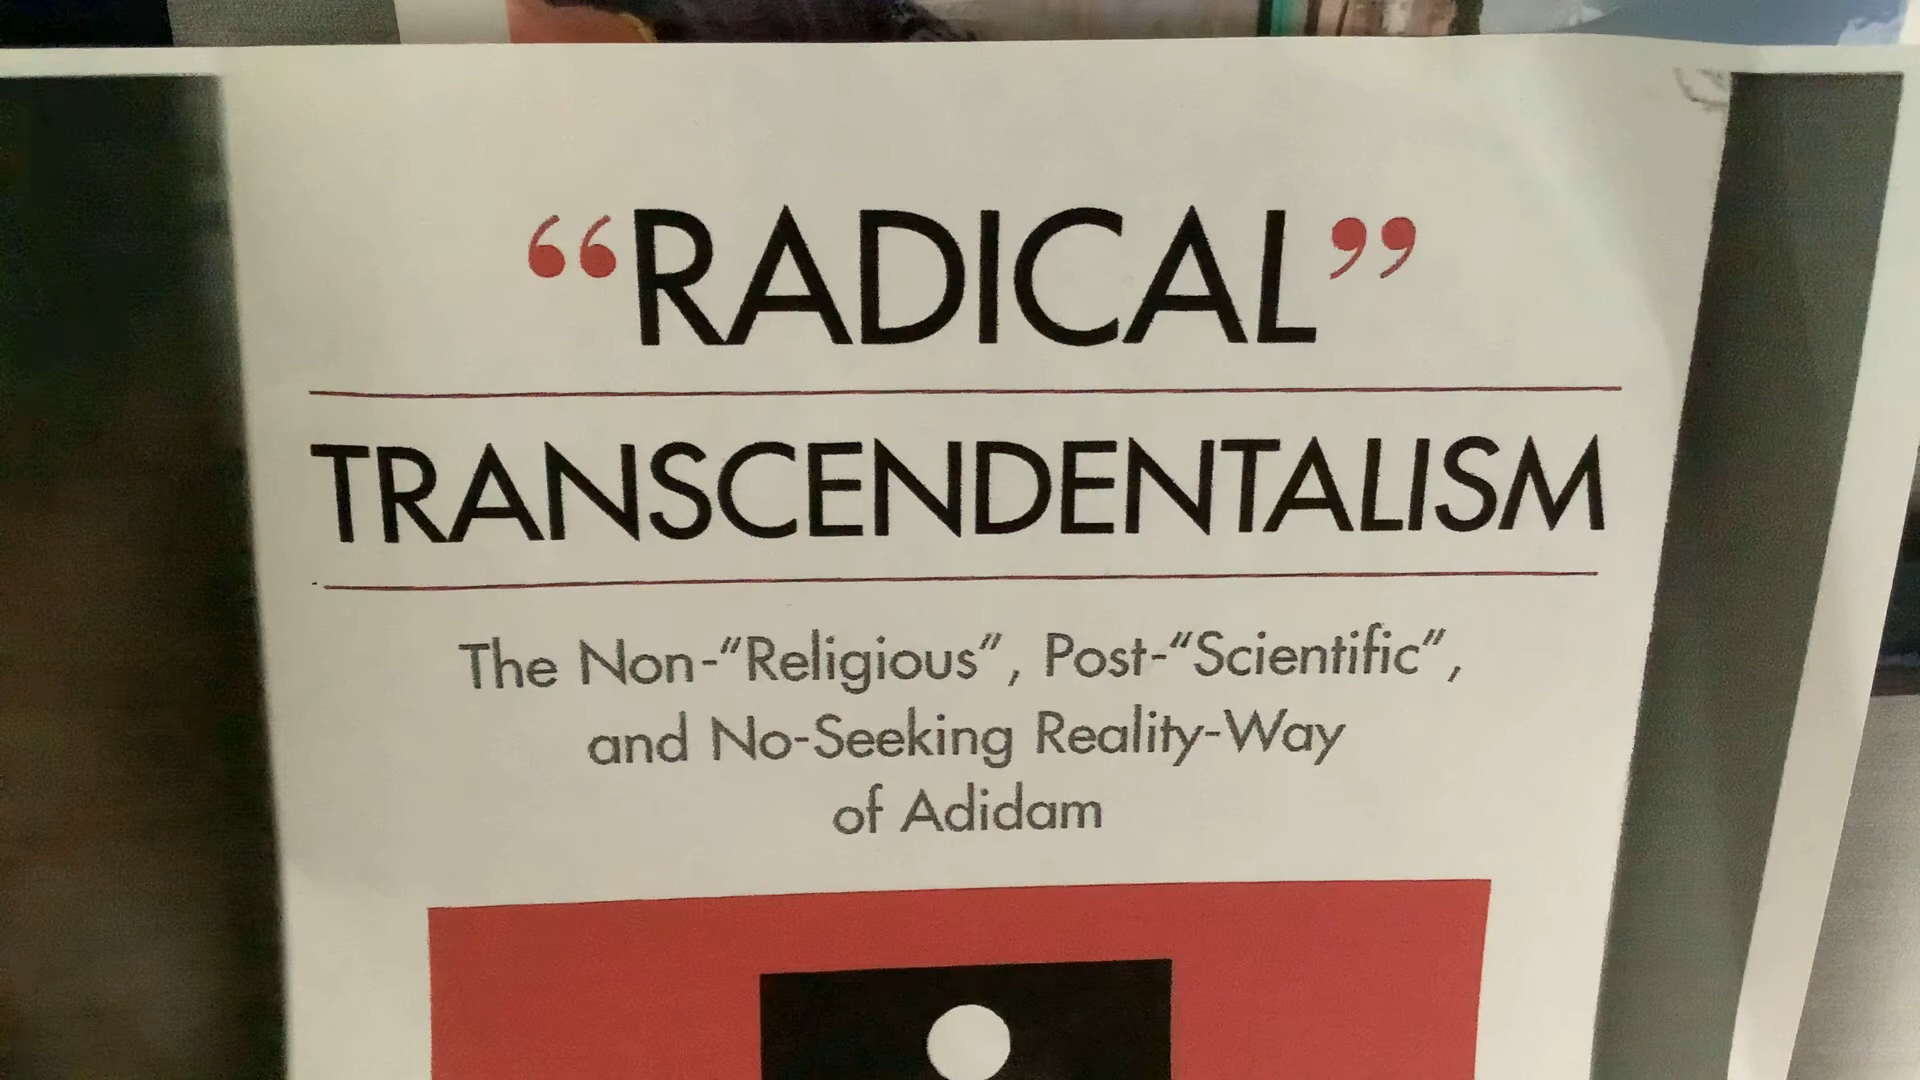 “RADICAL”
TRANSCENDENTALISM
The Non-“Religious”, Post-“Scientific”,
and No-Seeking Reality-Way
of Adidam